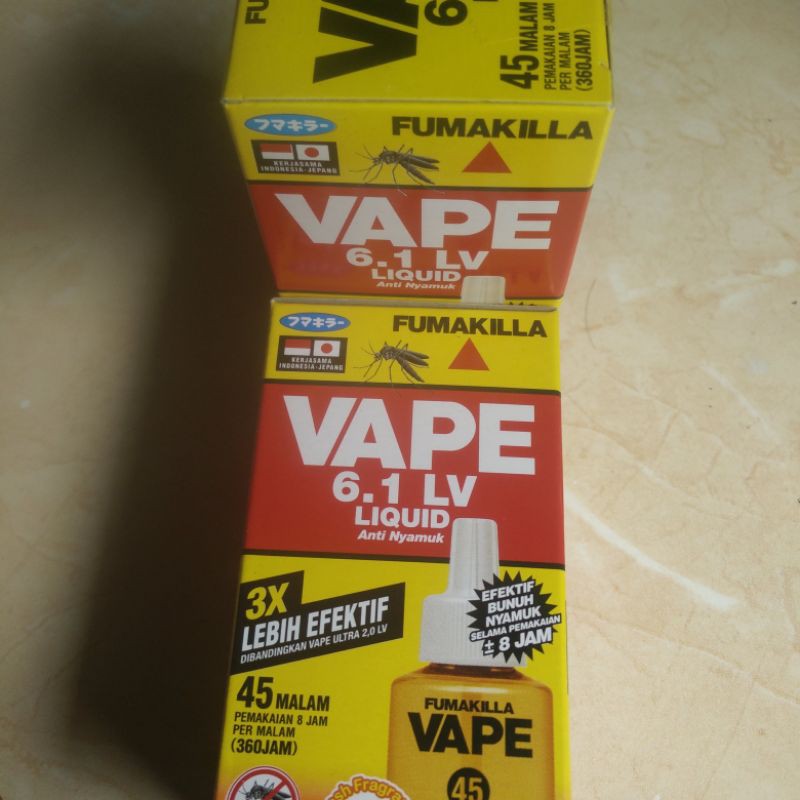 FU
VA
6
45 MALAM
PEMAKAIAN 8 JAM
PER MALAM
(360JAM)
フマキラー
FUMAKILLA
KERJASAMA
INDONESIA-JEPANG
VAPE
6.1 LV
LIQUID
Anti Nyamuk
フマキラー
FUMAKILLA
KERJASAMA
INDONESIA-JEPANG
VAPE
6.1 LV
LIQUID
Anti Nyamuk
3X
LEBIH EFEKTIF
DIBANDINGKAN VAPE ULTRA 2,0 LV
EFEKTIF
BUNUH
NYAMUK
SELAMA PEMAKAIAN
± 8 JAM
45 MALAM
PEMAKAIAN 8 JAM
PER MALAM
(360JAM)
FUMAKILLA
VAPE
45